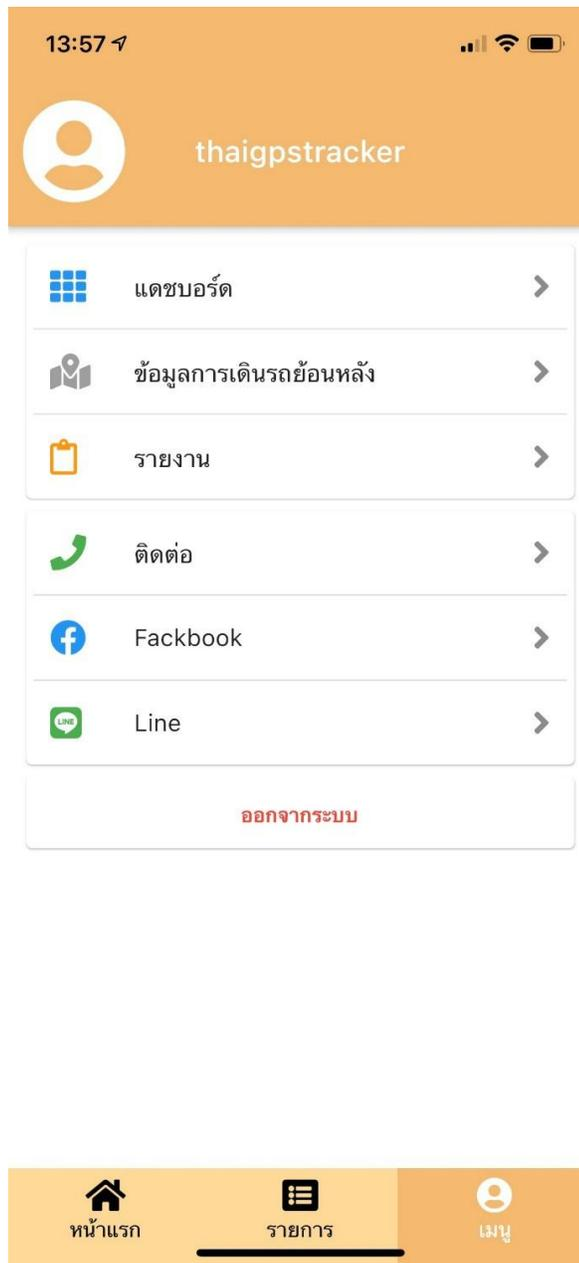 13:57
thaigpstracker
แดชบอร์ด
ข้อมูลการเดินรถย้อนหลัง
รายงาน
ติดต่อ
Fackbook
LINE
Line
ออกจากระบบ
หน้าแรก
รายการ
เมนู